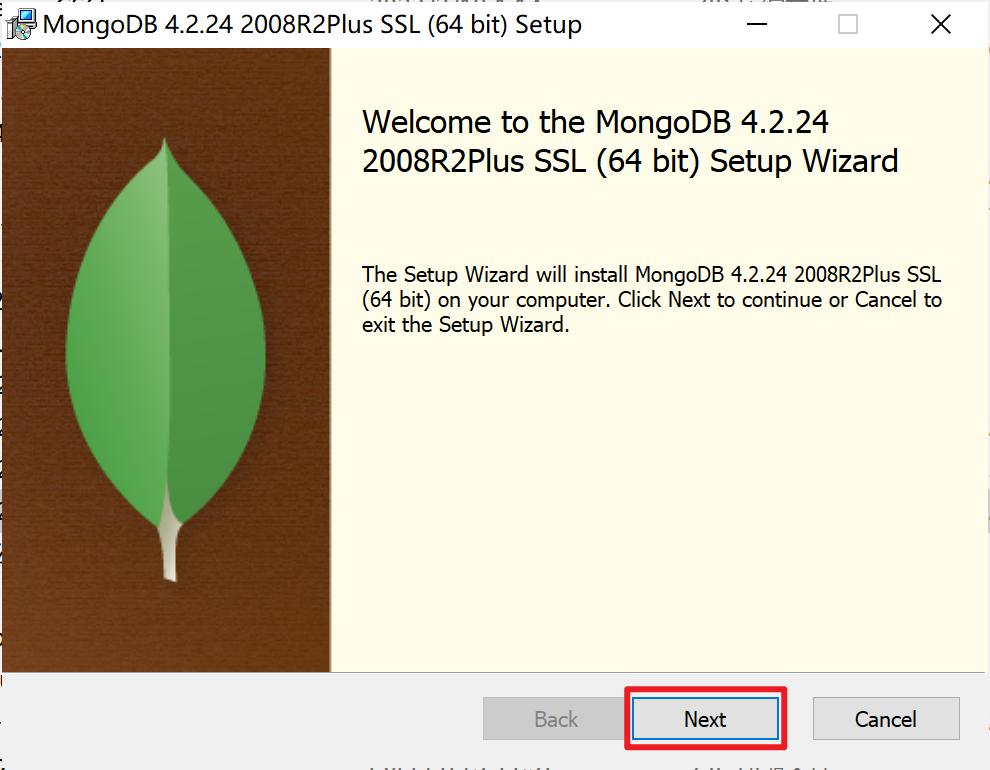 MongoDB 4.2.24 2008R2Plus SSL (64 bit) Setup
Welcome to the MongoDB 4.2.24
2008R2Plus SSL (64 bit) Setup Wizard
The Setup Wizard will install MongoDB 4.2.24 2008R2Plus SSL
(64 bit) on your computer. Click Next to continue or Cancel to
exit the Setup Wizard.
Back
Next
Cancel